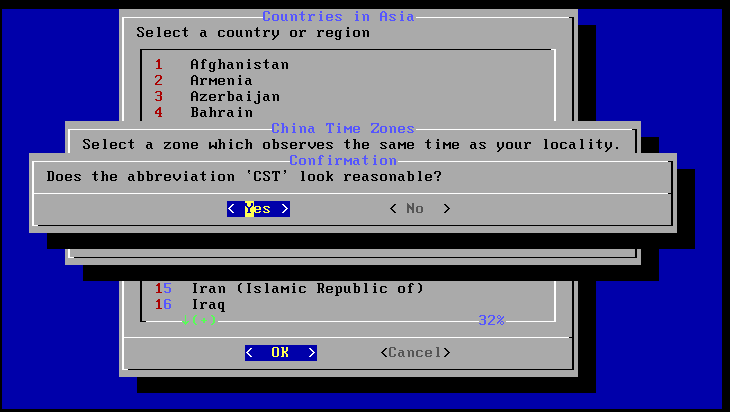 Countries in Asia
Select a country or region
1 Afghanistan
2 Armenia
3 Azerbaijan
4 Bahrain
China Time Zones
Select a zone which observes the same time as your locality.
Confirmation
Does the abbreviation 'CST' look reasonable?
< Yes > < No >
15 Iran (Islamic Republic of)
16 Iraq
↓(+) 32%
< OK > <Cancel>